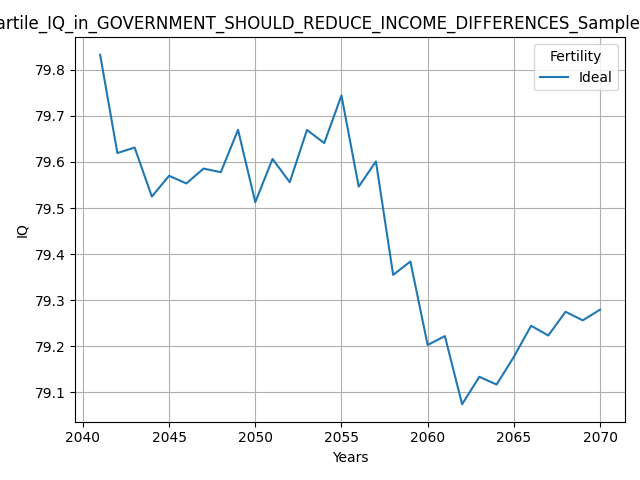 artile_IQ_in_GOVERNMENT_SHOULD_REDUCE_INCOME_DIFFERENCES_Sample
Fertility
Ideal
79.8
79.7
79.6
79.5
79.4
79.3
79.2
79.1
IQ
2040 2045 2050 2055 2060 2065 2070
Years